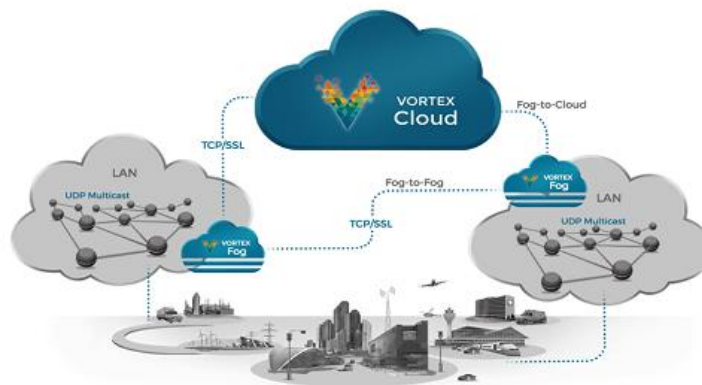 VORTEX
Cloud
Fog-to-Cloud
TCP/SSL
LAN
UDP Multicast
VORTEX
Fog
Fog-to-Fog
TCP/SSL
VORTEX
Fog
LAN
UDP Multicast